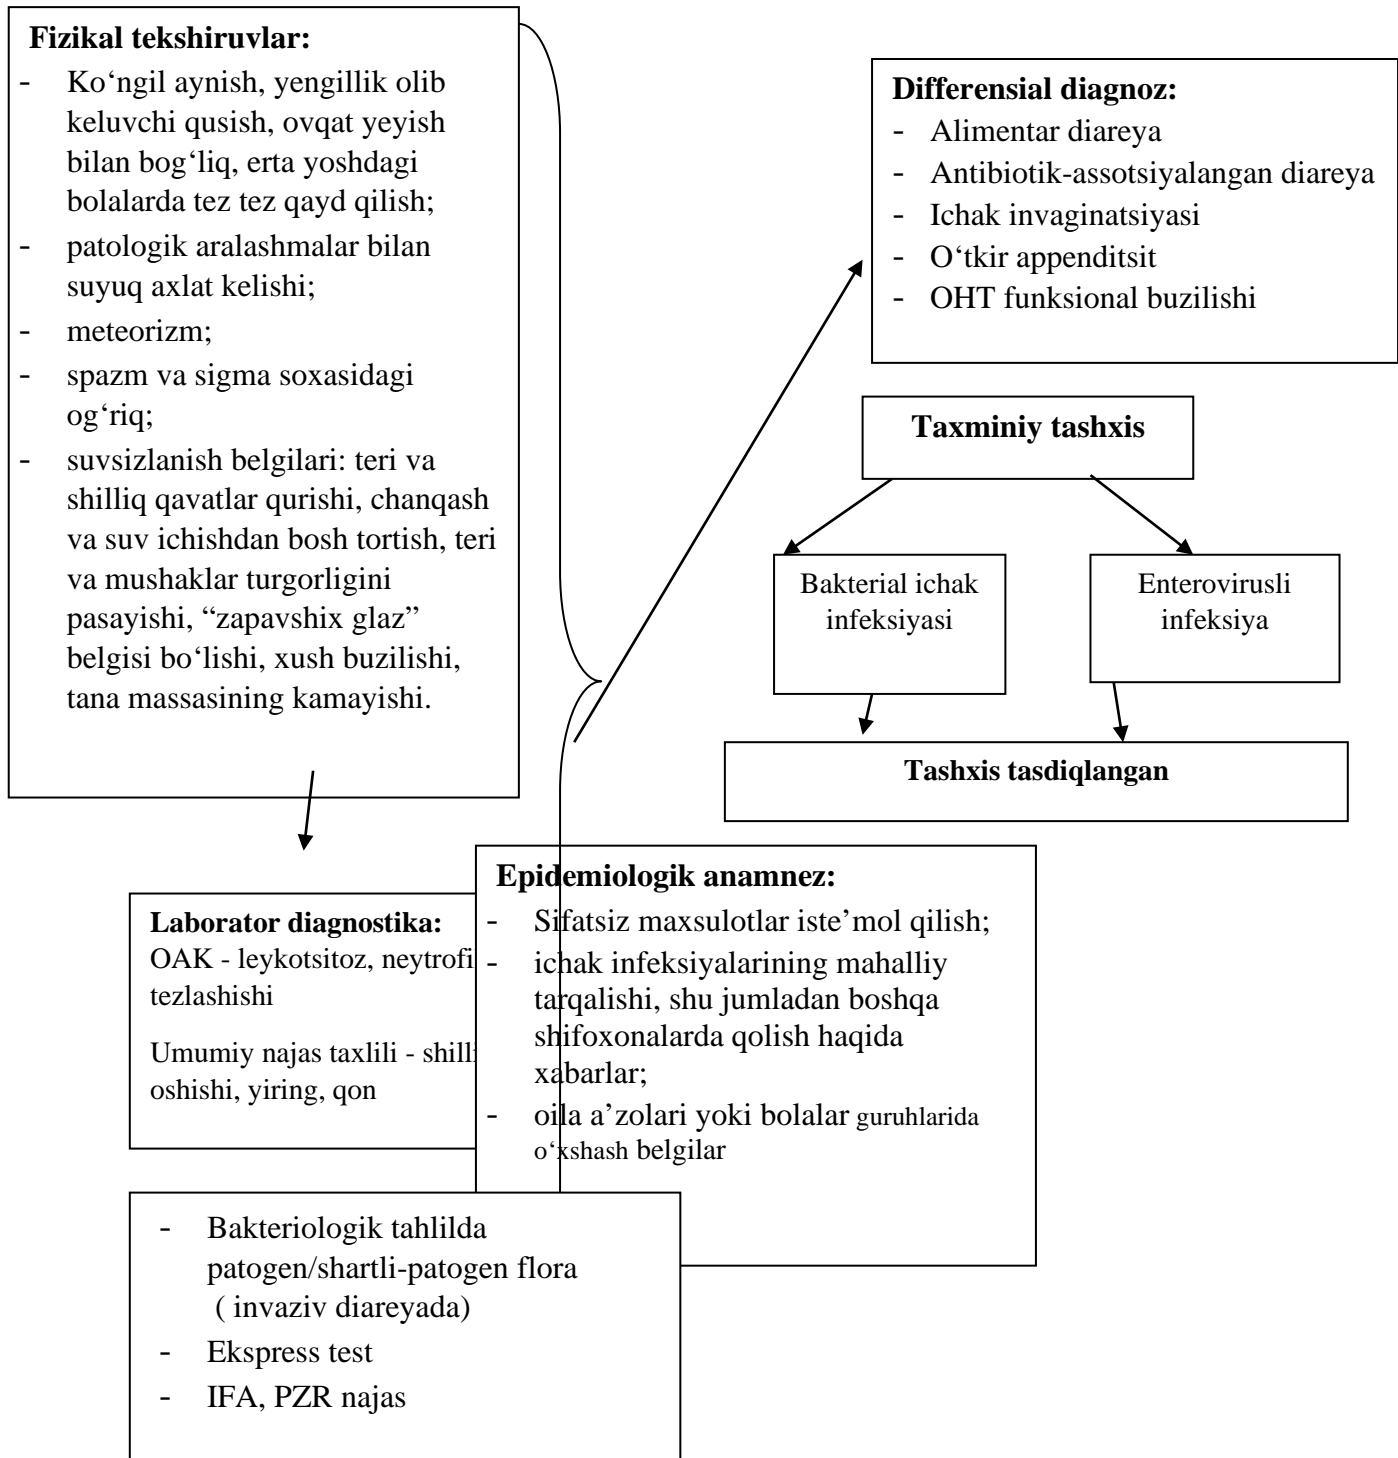 Fizikal tekshiruvlar:
- Ko‘ngil aynish, yengillik olib
keluvchi qusish, ovqat yeyish
bilan bog‘liq, erta yoshdagi
bolalarda tez tez qayd qilish;
- patologik aralashmalar bilan
suyuq axlat kelishi;
- meteorizm;
- spazm va sigma soxasidagi
og‘riq;
- suvsizlanish belgilari: teri va
shilliq qavatlar qurishi, chanqash
va suv ichishdan bosh tortish, teri
va mushaklar turgorligini
pasayishi, “zapavshix glaz”
belgisi bo‘lishi, xush buzilishi,
tana massasining kamayishi.
Differensial diagnoz:
- Alimentar diareya
- Antibiotik-assotsiyalangan diareya
- Ichak invaginatsiyasi
- O‘tkir appenditsit
- OHT funksional buzilishi
Taxminiy tashxis
Bakterial ichak
infeksiyasi
Enterovirusli
infeksiya
Tashxis tasdiqlangan
Laborator diagnostika:
OAK - leykotsitoz, neytrofi
tezlashishi
Umumiy najas taxlili - shilli
oshishi, yiring, qon
Epidemiologik anamnez:
- Sifatsiz maxsulotlar iste’mol qilish;
- ichak infeksiyalarining mahalliy
tarqalishi, shu jumladan boshqa
shifoxonalarda qolish haqida
xabarlar;
- oila a’zolari yoki bolalar guruhlarida
o‘xshash belgilar
- Bakteriologik tahlilda
patogen/shartli-patogen flora
( invaziv diareyada)
- Ekspress test
- IFA, PZR najas